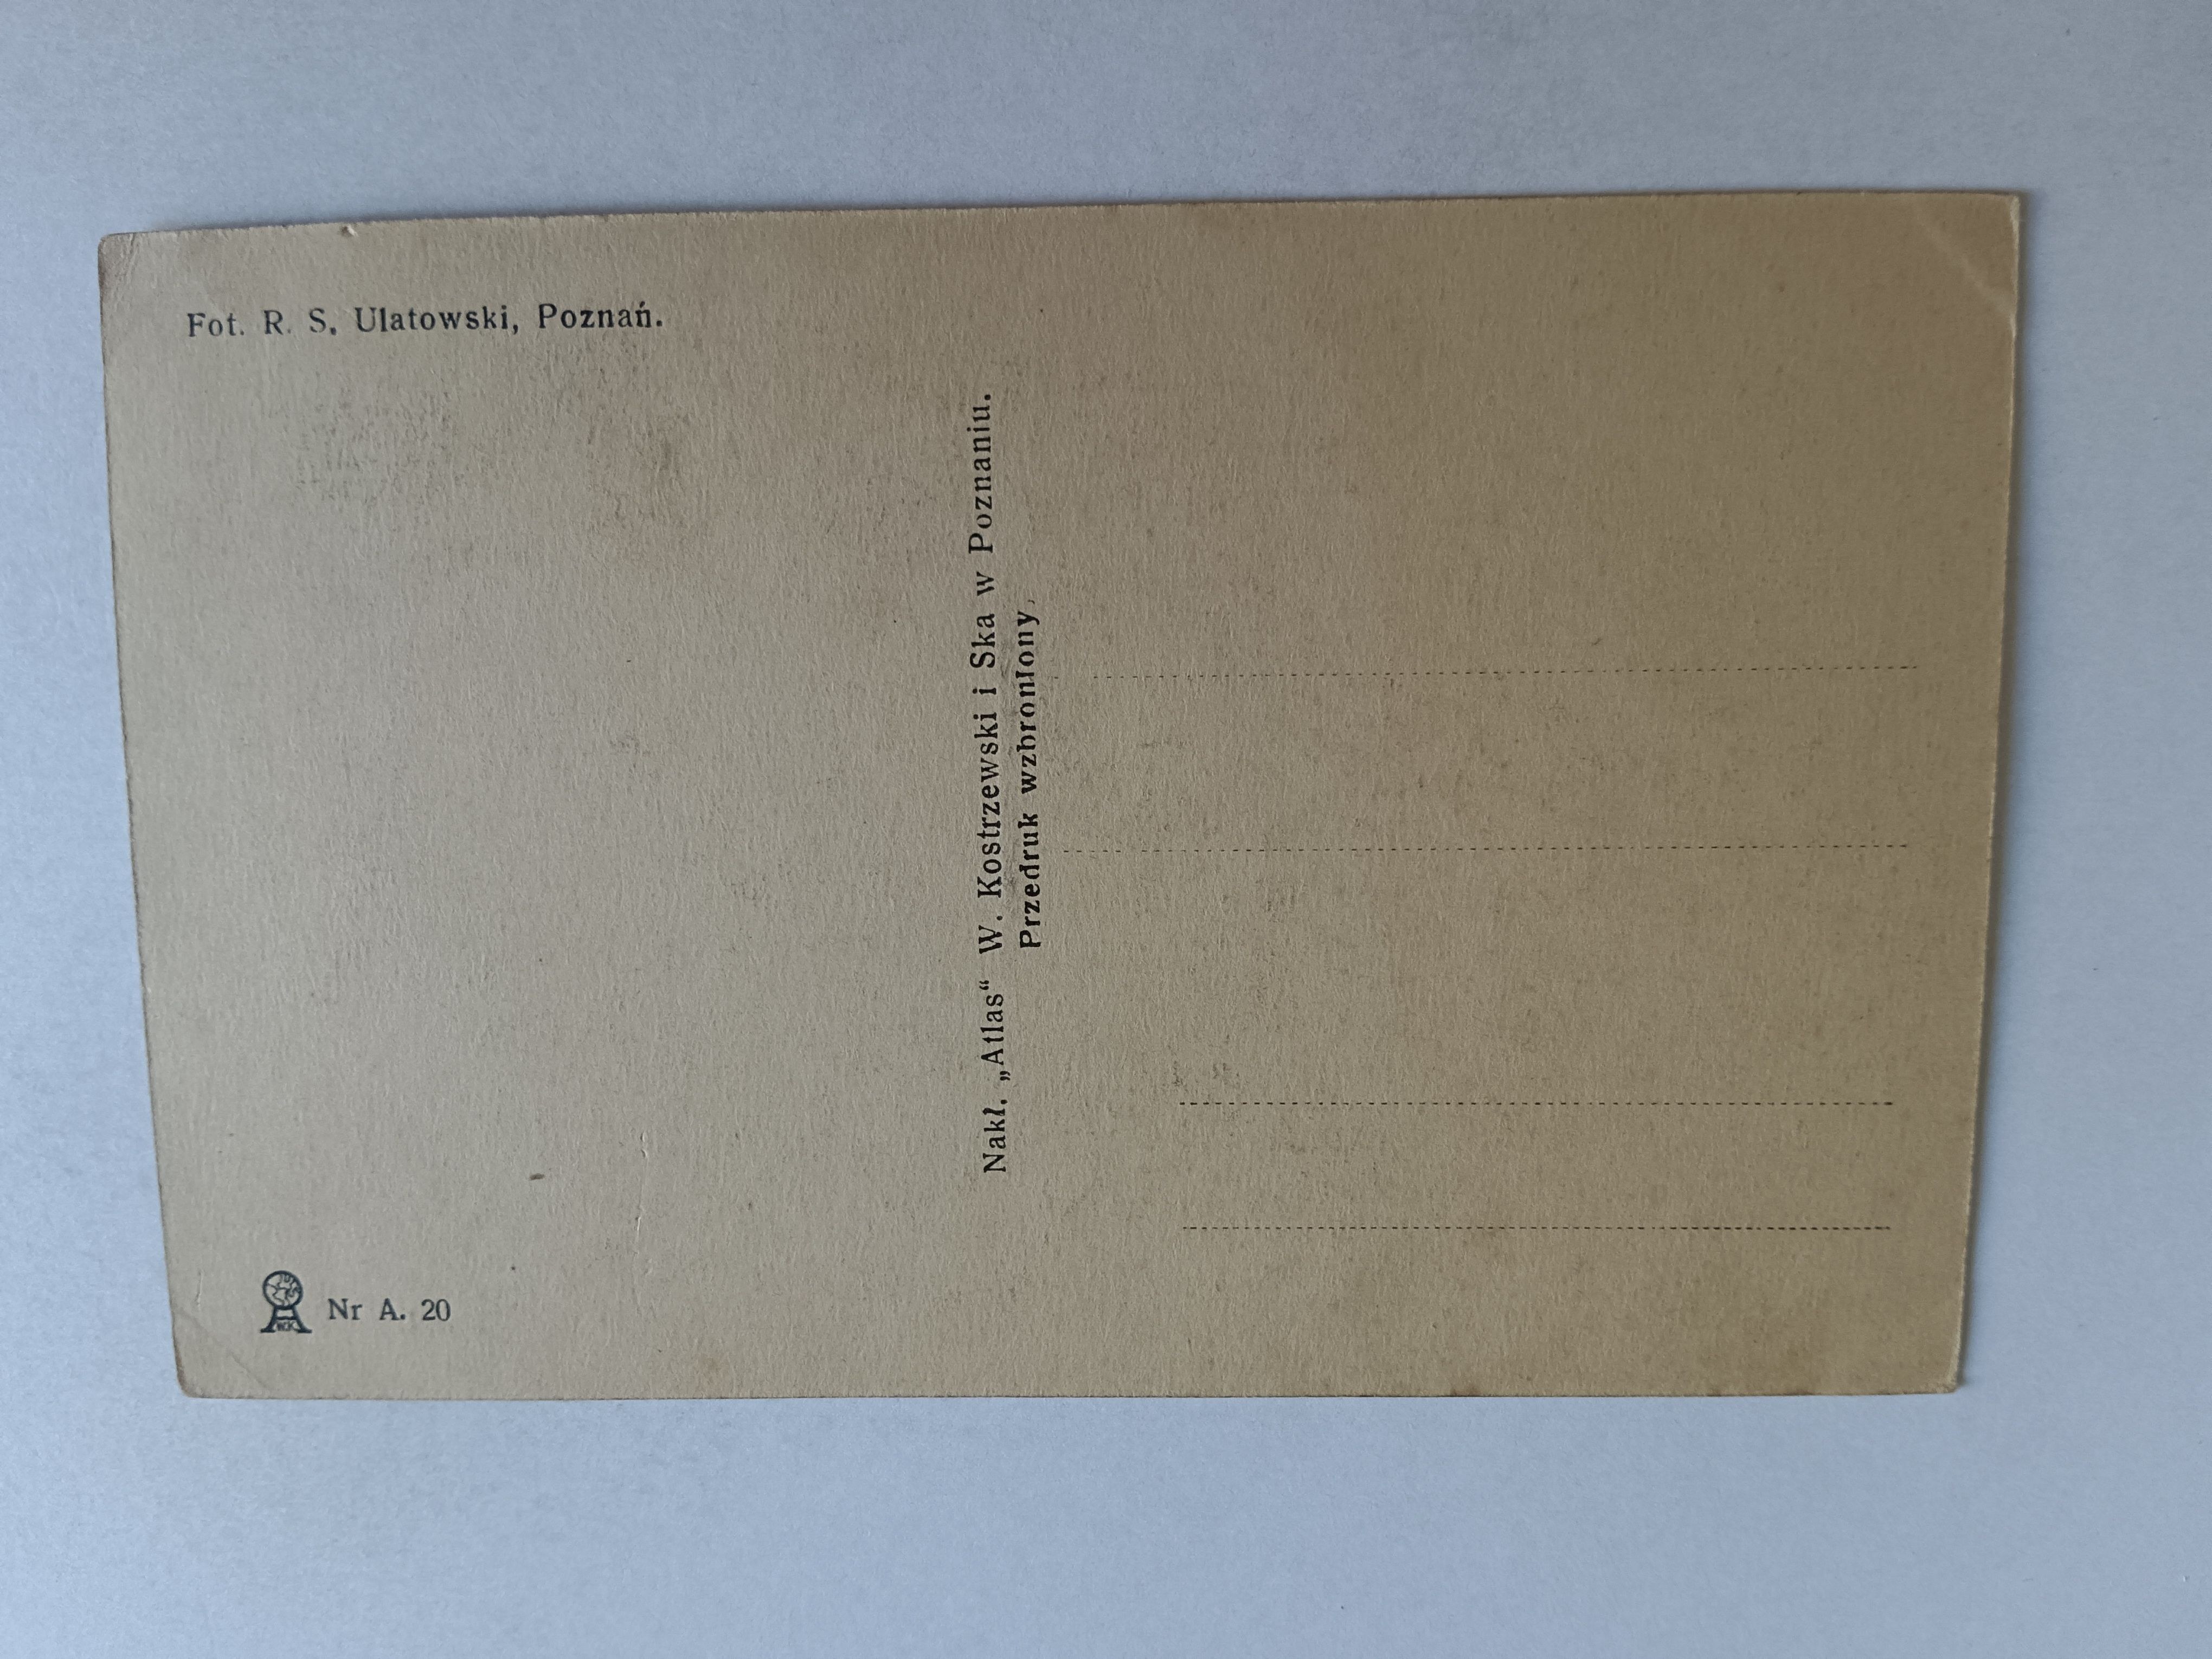 Fot. R. S. Ulatowski, Poznań.
Nakł. „Atlas“ W. Kostrzewski i Ska w Poznaniu.
Przedruk wzbroniony.
Nr A. 20